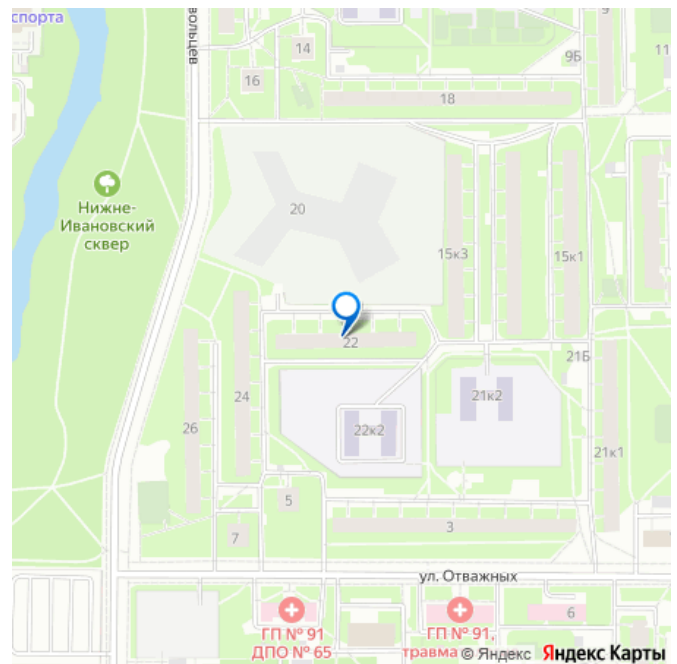 спорта
вольцев
14
16
9
9Б
11
18
Нижне-
Ивановский
сквер
20
15к3
15к1
22
21Б
24
21к2
26
22к2
21к1
5
3
7
ул. Отважных
6
ГП № 91
ДПО № 65
ГП № 91,
травма
© Яндекс Яндекс Карты